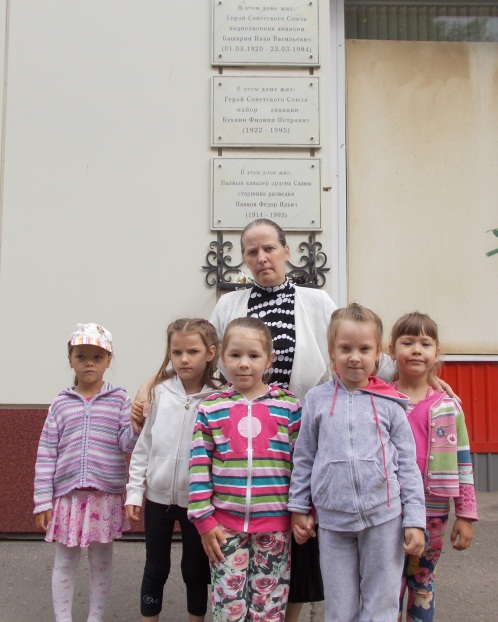 В этом доме жил:
Герой Советского Союза
подполковник авиации
Башарин Иван Васильевич
(01.03.1920 - 23.03.1994)
В этом доме жил:
Герой Советского Союза
майор авиации
Бухкин Филипп Петрович
(1922 - 1995)
В этом доме жил:
Полный кавалер ордена Славы
старшина разведки
Панков Федор Ильич
(1914 - 1995)